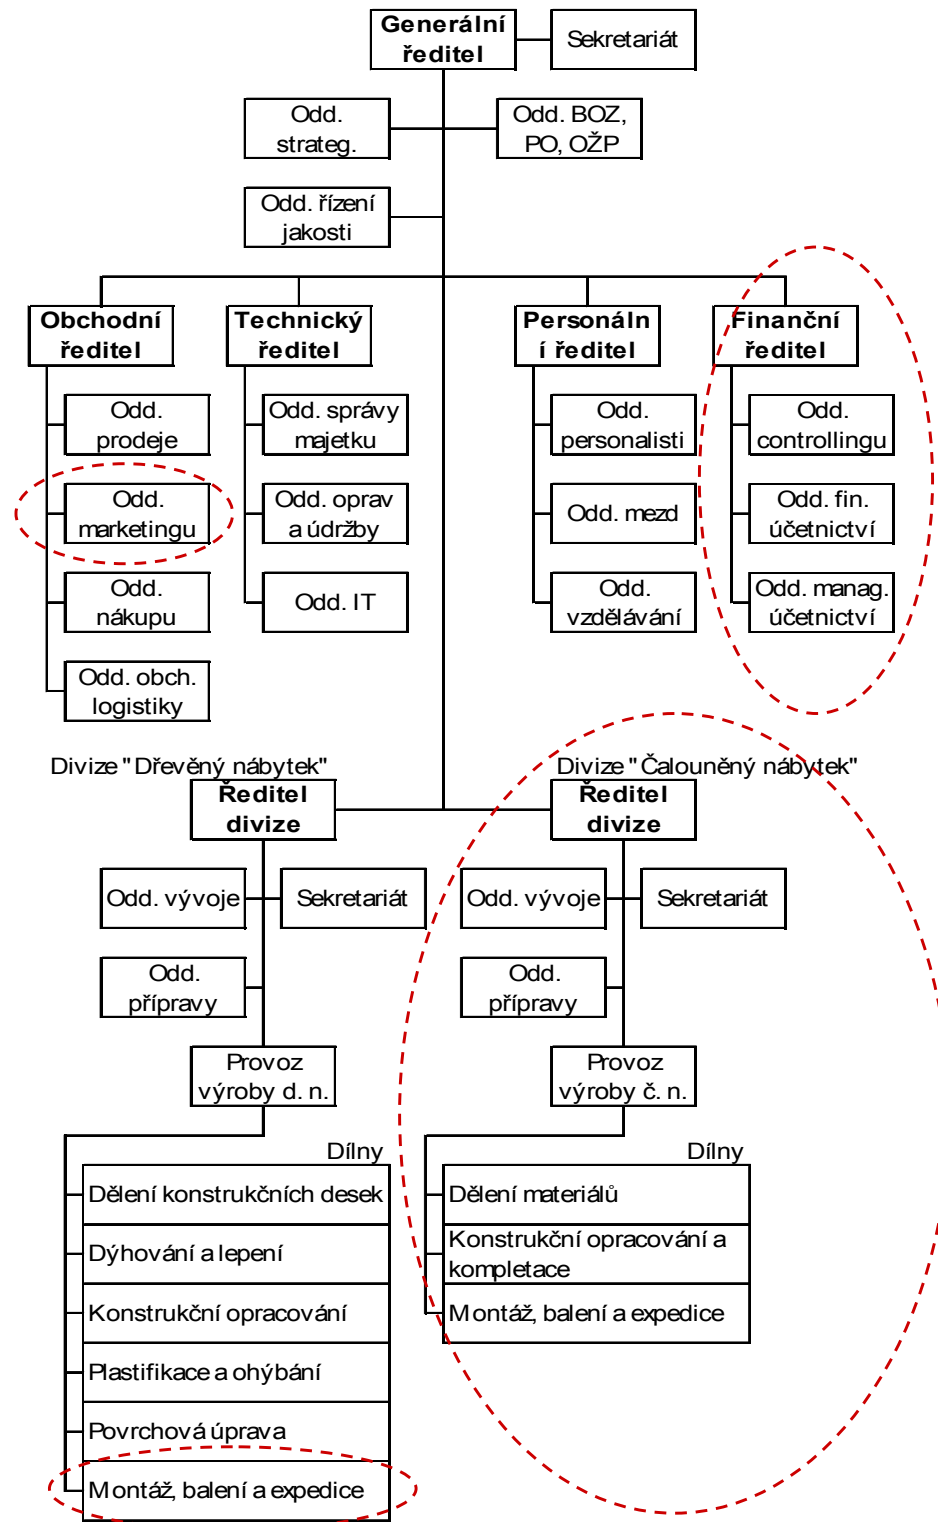 Generální
ředitel
Sekretariát
Odd.
strateg.
Odd. BOZ,
PO, OŽP
Odd. řízení
jakosti
Obchodní
ředitel
Technický
ředitel
Personáln
í ředitel
Finanční
ředitel
Odd.
prodeje
Odd. správy
majetku
Odd.
personalisti
Odd.
controllingu
Odd.
marketingu
Odd. oprav
a údržby
Odd. mezd
Odd. fin.
účetnictví
Odd.
nákupu
Odd. IT
Odd.
vzdělávání
Odd. manag.
účetnictví
Odd. obch.
logistiky
Divize "Dřevěný nábytek"
Ředitel
divize
Odd. vývoje
Sekretariát
Odd.
přípravy
Provoz
výroby d. n.
Dílny
Dělení konstrukčních desek
Dýhování a lepení
Konstrukční opracování
Plastifikace a ohýbání
Povrchová úprava
Montáž, balení a expedice
Divize "Čalouněný nábytek"
Ředitel
divize
Odd. vývoje
Sekretariát
Odd.
přípravy
Provoz
výroby č. n.
Dílny
Dělení materiálů
Konstrukční opracování a
kompletace
Montáž, balení a expedice